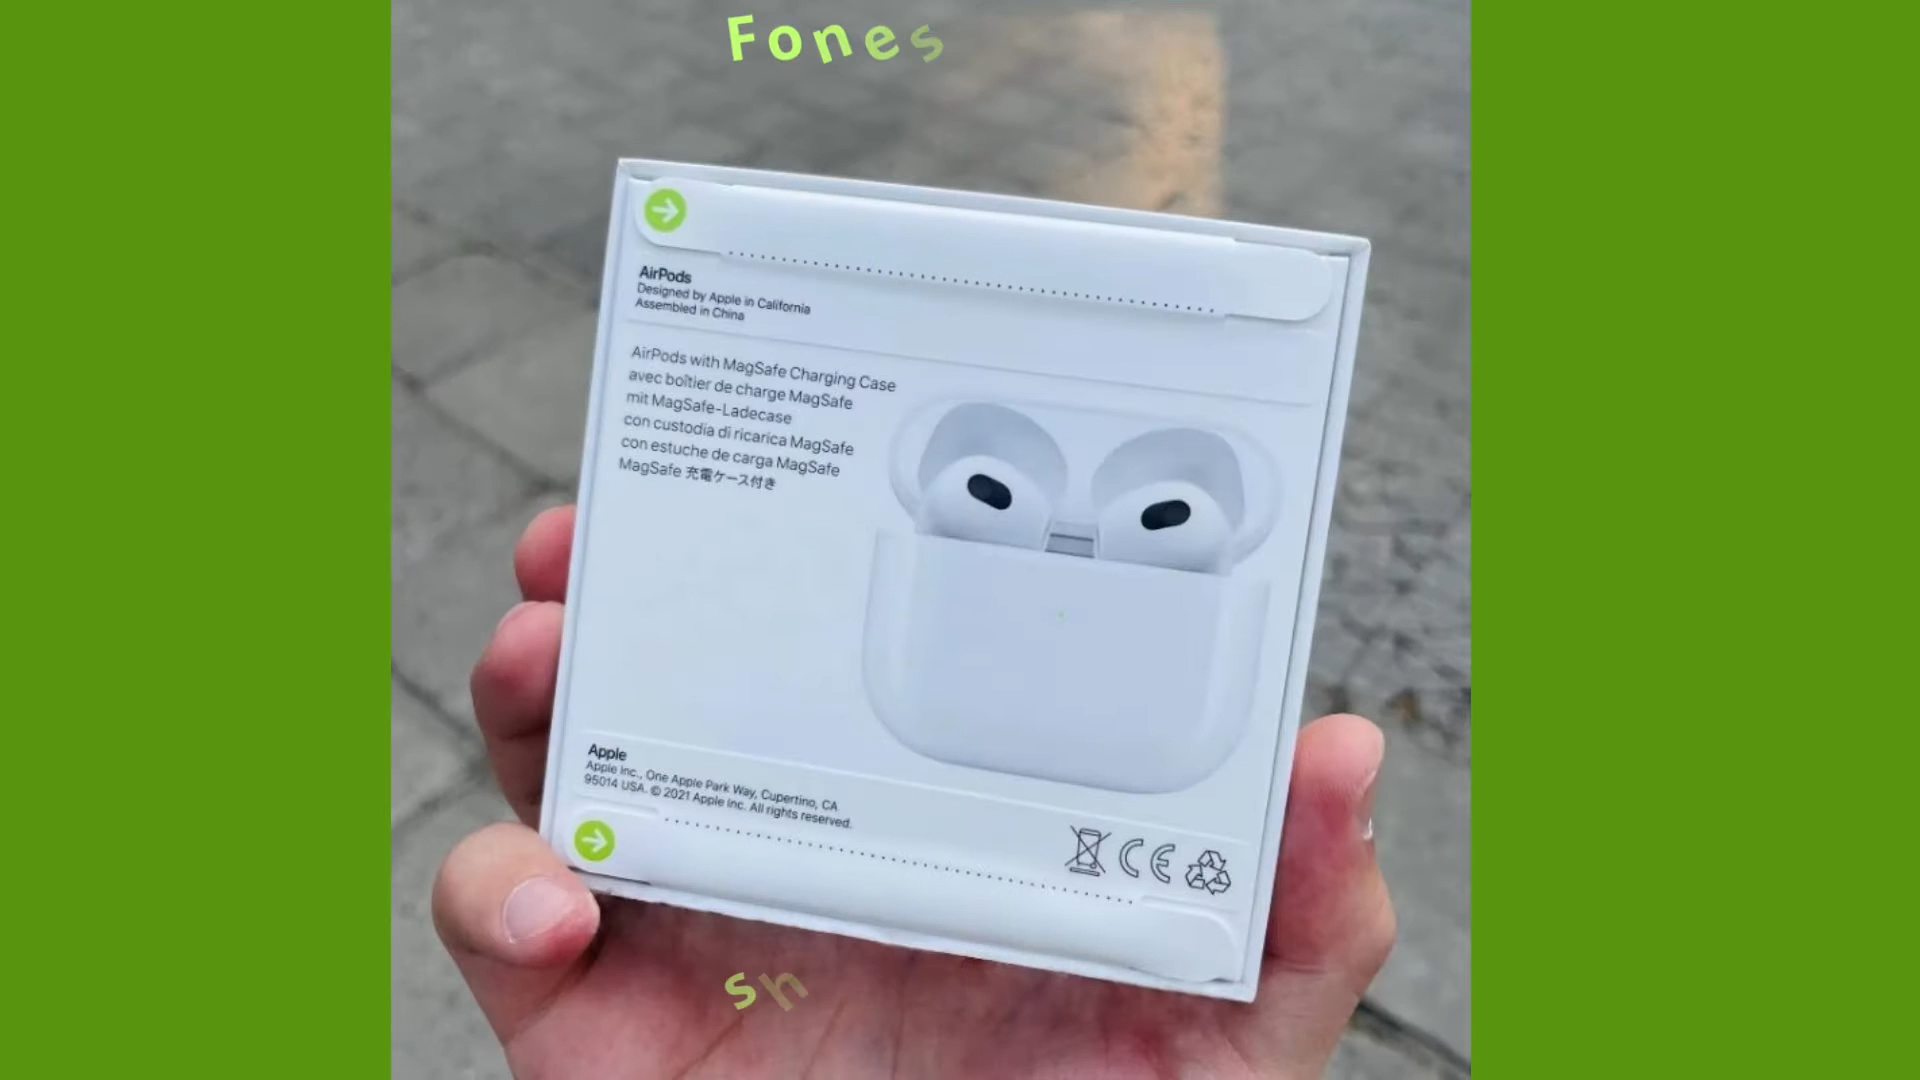 Fones
AirPods
Designed by Apple in California
Assembled in China
AirPods with MagSafe Charging Case
avec boîtier de charge MagSafe
mit MagSafe-Ladecase
con custodia di ricarica MagSafe
con estuche de carga MagSafe
MagSafe 充電ケース付き
Apple
Apple Inc., One Apple Park Way, Cupertino, CA
95014 USA. © 2021 Apple Inc. All rights reserved.
CE
sh